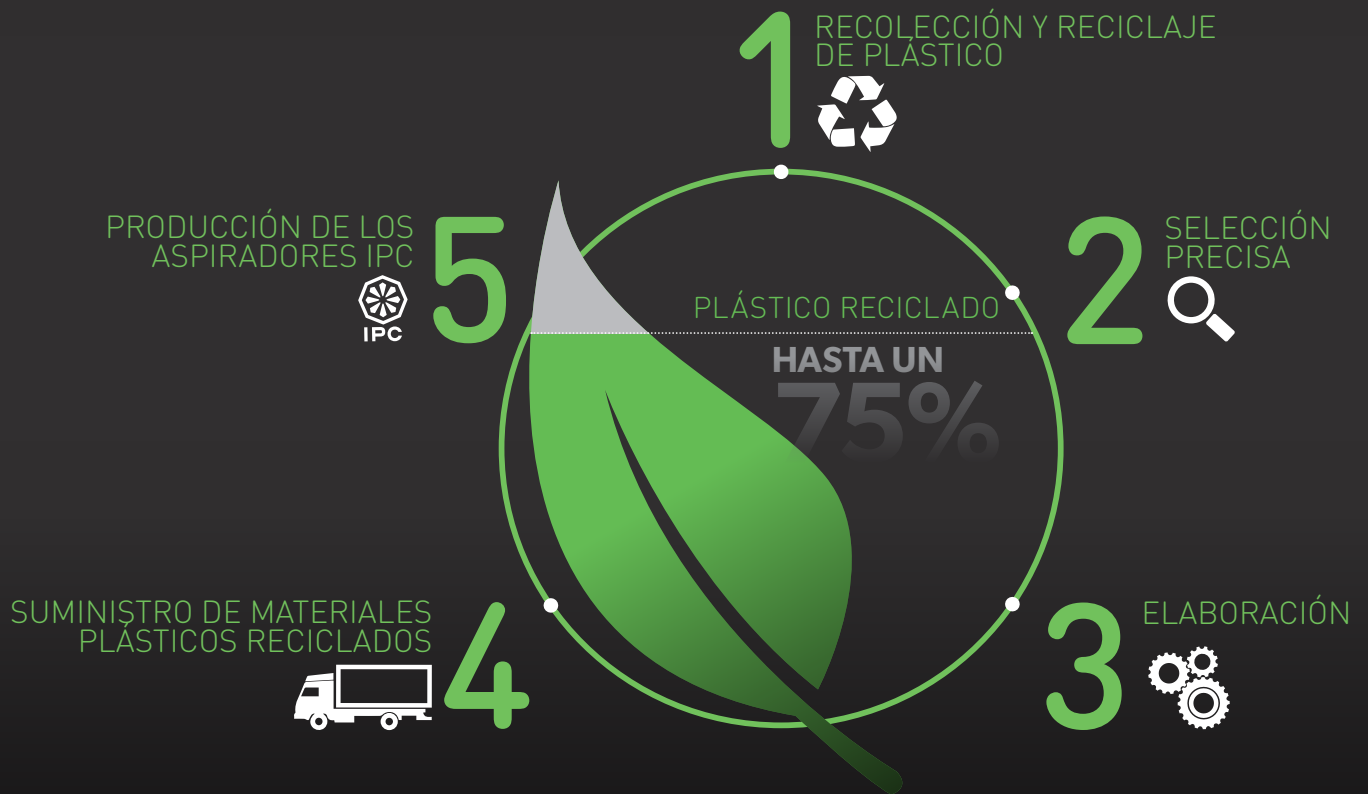 1
RECOLECCIÓN Y RECICLAJE
DE PLÁSTICO
2
SELECCIÓN
PRECISA
PLÁSTICO RECICLADO
HASTA UN
75%
3
ELABORACIÓN
4
SUMINISTRO DE MATERIALES
PLÁSTICOS RECICLADOS
5
PRODUCCIÓN DE LOS
ASPIRADORES IPC
IPC